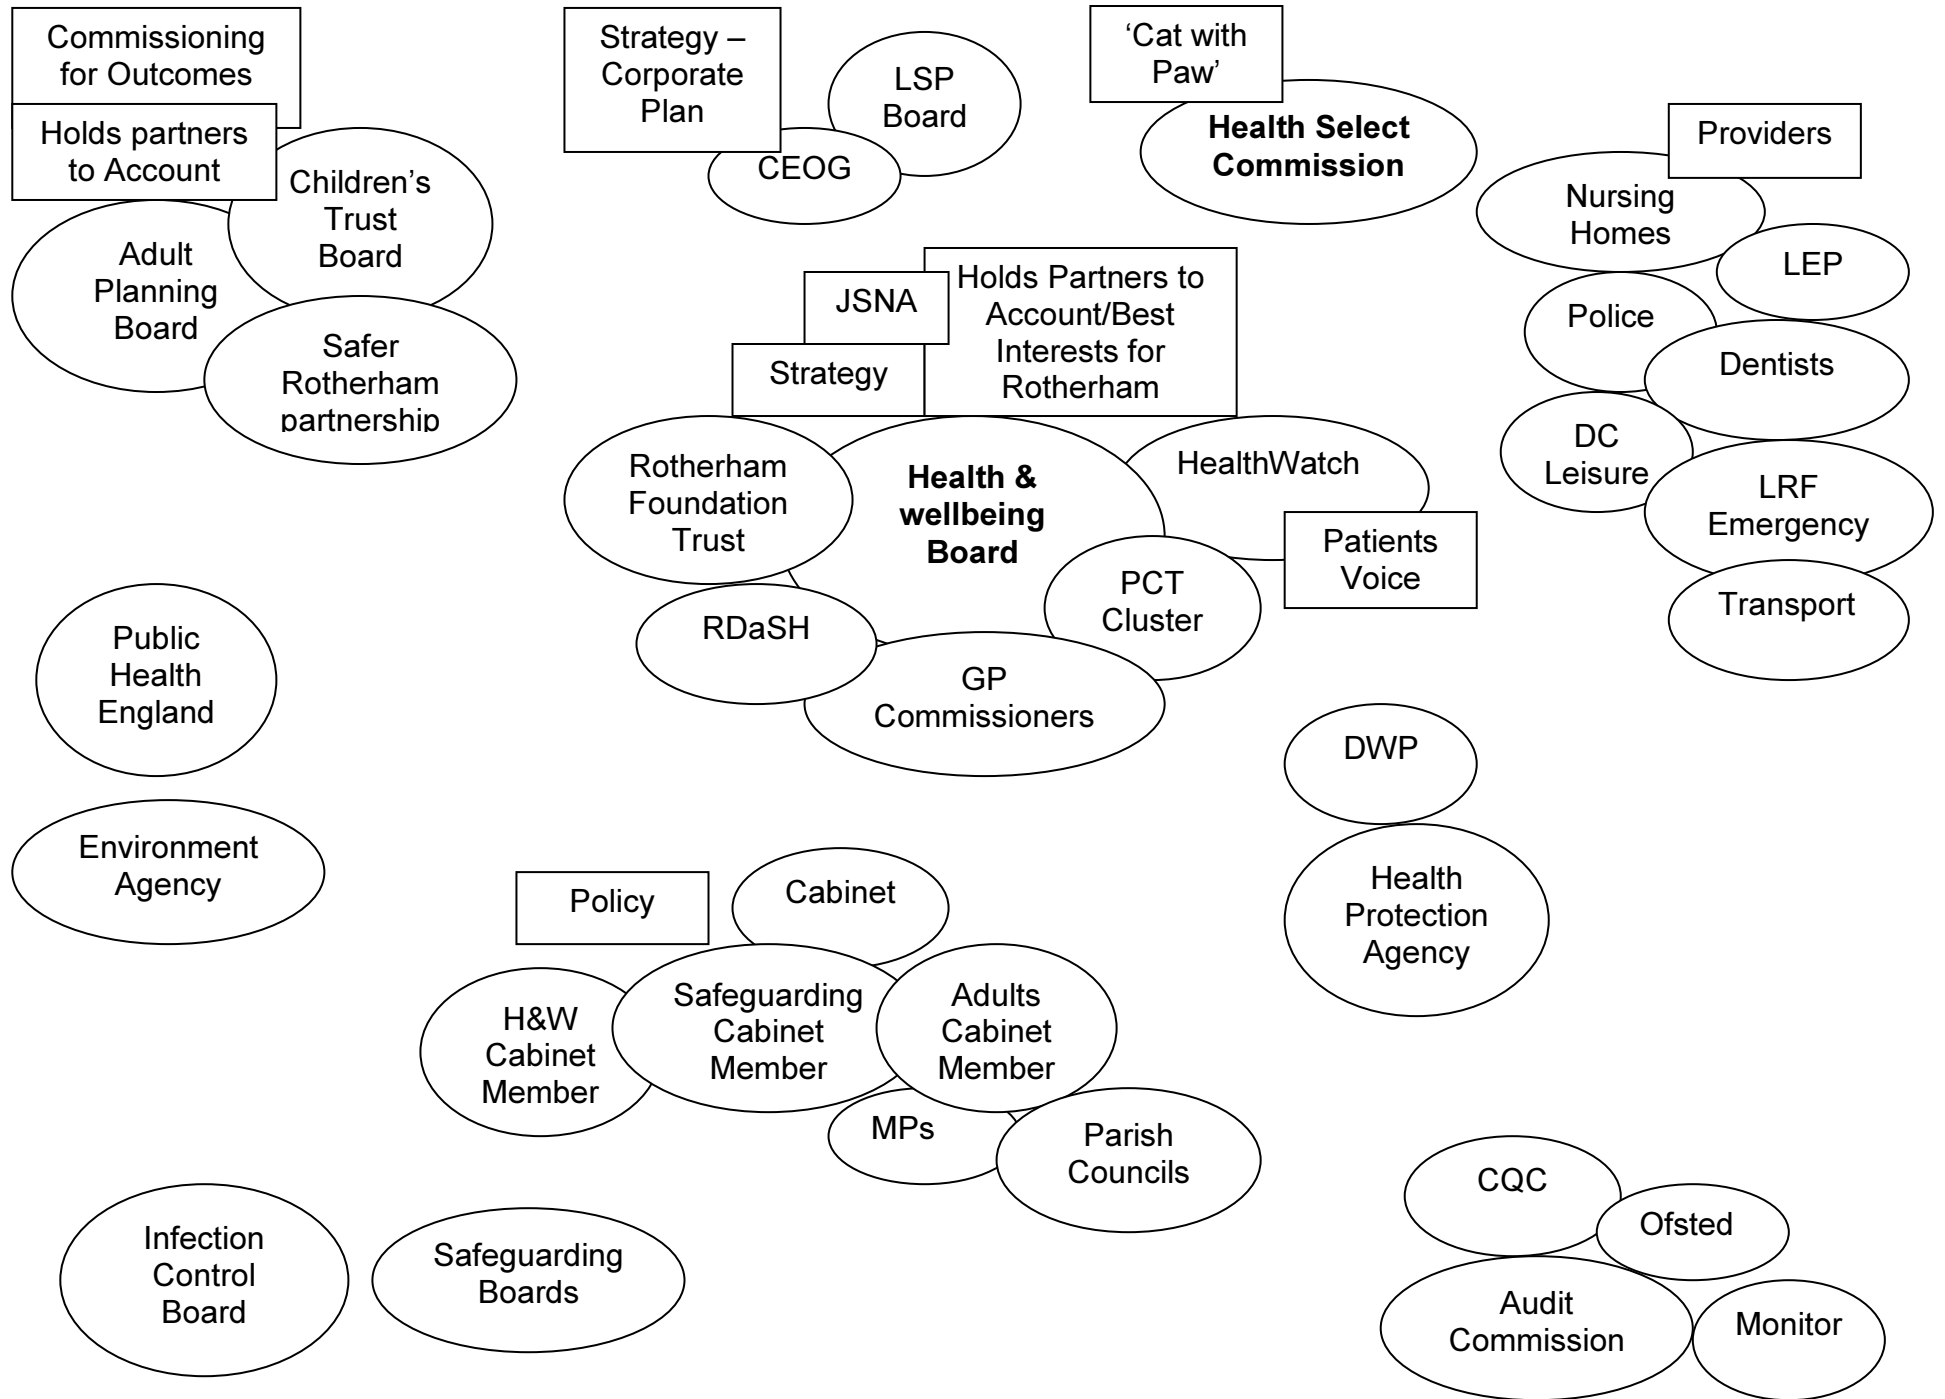 Commissioning
for Outcomes
Holds partners
to Account
Children’s
Trust
Board
Adult
Planning
Board
Safer
Rotherham
partnership
Strategy –
Corporate
Plan
LSP
Board
CEOG
‘Cat with
Paw’
Health Select
Commission
Providers
Nursing
Homes
LEP
Police
Dentists
DC
Leisure
LRF
Emergency
Transport
JSNA
Holds Partners to
Account/Best
Interests for
Rotherham
Strategy
Rotherham
Foundation
Trust
Health &
wellbeing
Board
HealthWatch
Patients
Voice
PCT
Cluster
RDaSH
GP
Commissioners
Public
Health
England
Environment
Agency
DWP
Health
Protection
Agency
Policy
Cabinet
H&W
Cabinet
Member
Safeguarding
Cabinet
Member
Adults
Cabinet
Member
MPs
Parish
Councils
Infection
Control
Board
Safeguarding
Boards
CQC
Ofsted
Audit
Commission
Monitor